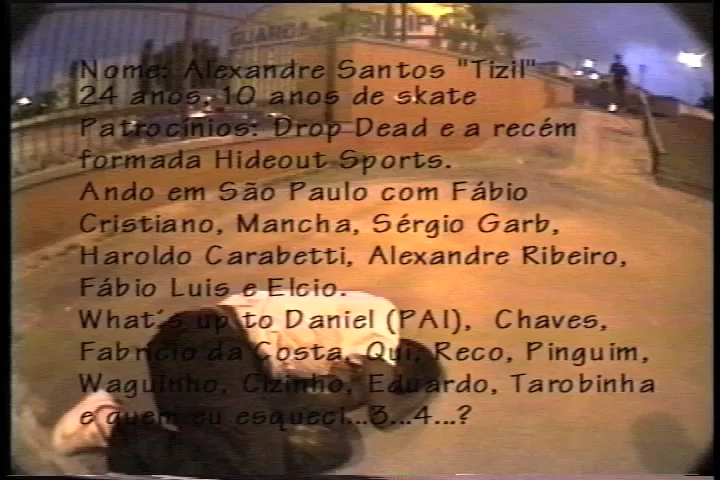 GUARDA MUNICIPAL
Nome: Alexandre Santos "Tizil"
24 anos, 10 anos de skate
Patrocínios: Drop Dead e a recém
formada Hideout Sports.
Ando em São Paulo com Fábio
Cristiano, Mancha, Sérgio Garb,
Haroldo Carabetti, Alexandre Ribeiro,
Fábio Luis e Elcio.
What´s up to Daniel (PAI), Chaves,
Fabrício da Costa, Qui, Reco, Pinguim,
Waguinho, Cizinho, Eduardo, Tarobinha
e quem eu esqueci...3...4...?